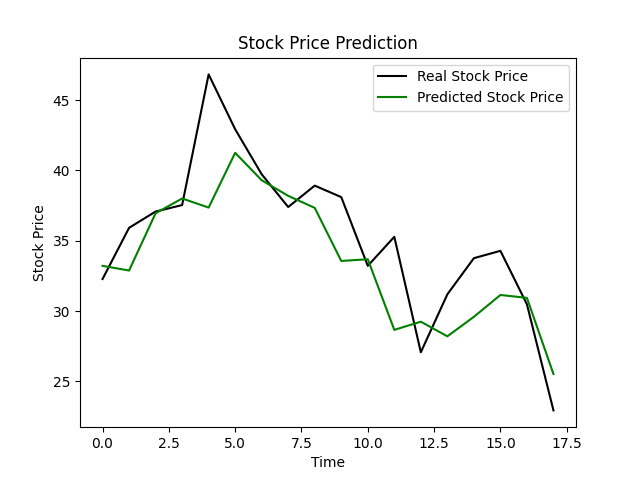 Stock Price Prediction
Real Stock Price
Predicted Stock Price
Stock Price
45
40
35
30
25
0.0 2.5 5.0 7.5 10.0 12.5 15.0 17.5
Time